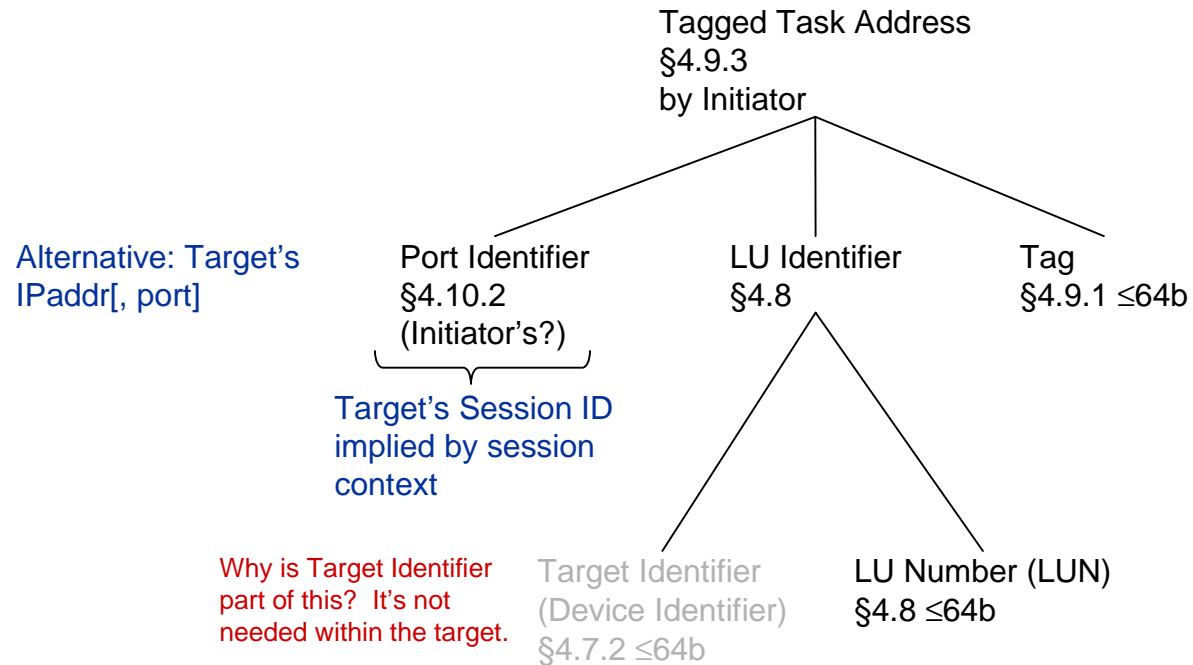 Tagged Task Address
§4.9.3
by Initiator
Alternative: Target's
IPaddr[, port]
Port Identifier
§4.10.2
(Initiator's?)
LU Identifier
§4.8
Tag
§4.9.1 ≤64b
Target's Session ID
implied by session
context
Why is Target Identifier
part of this? It's not
needed within the target.
Target Identifier
(Device Identifier)
§4.7.2 ≤64b
LU Number (LUN)
§4.8 ≤64b